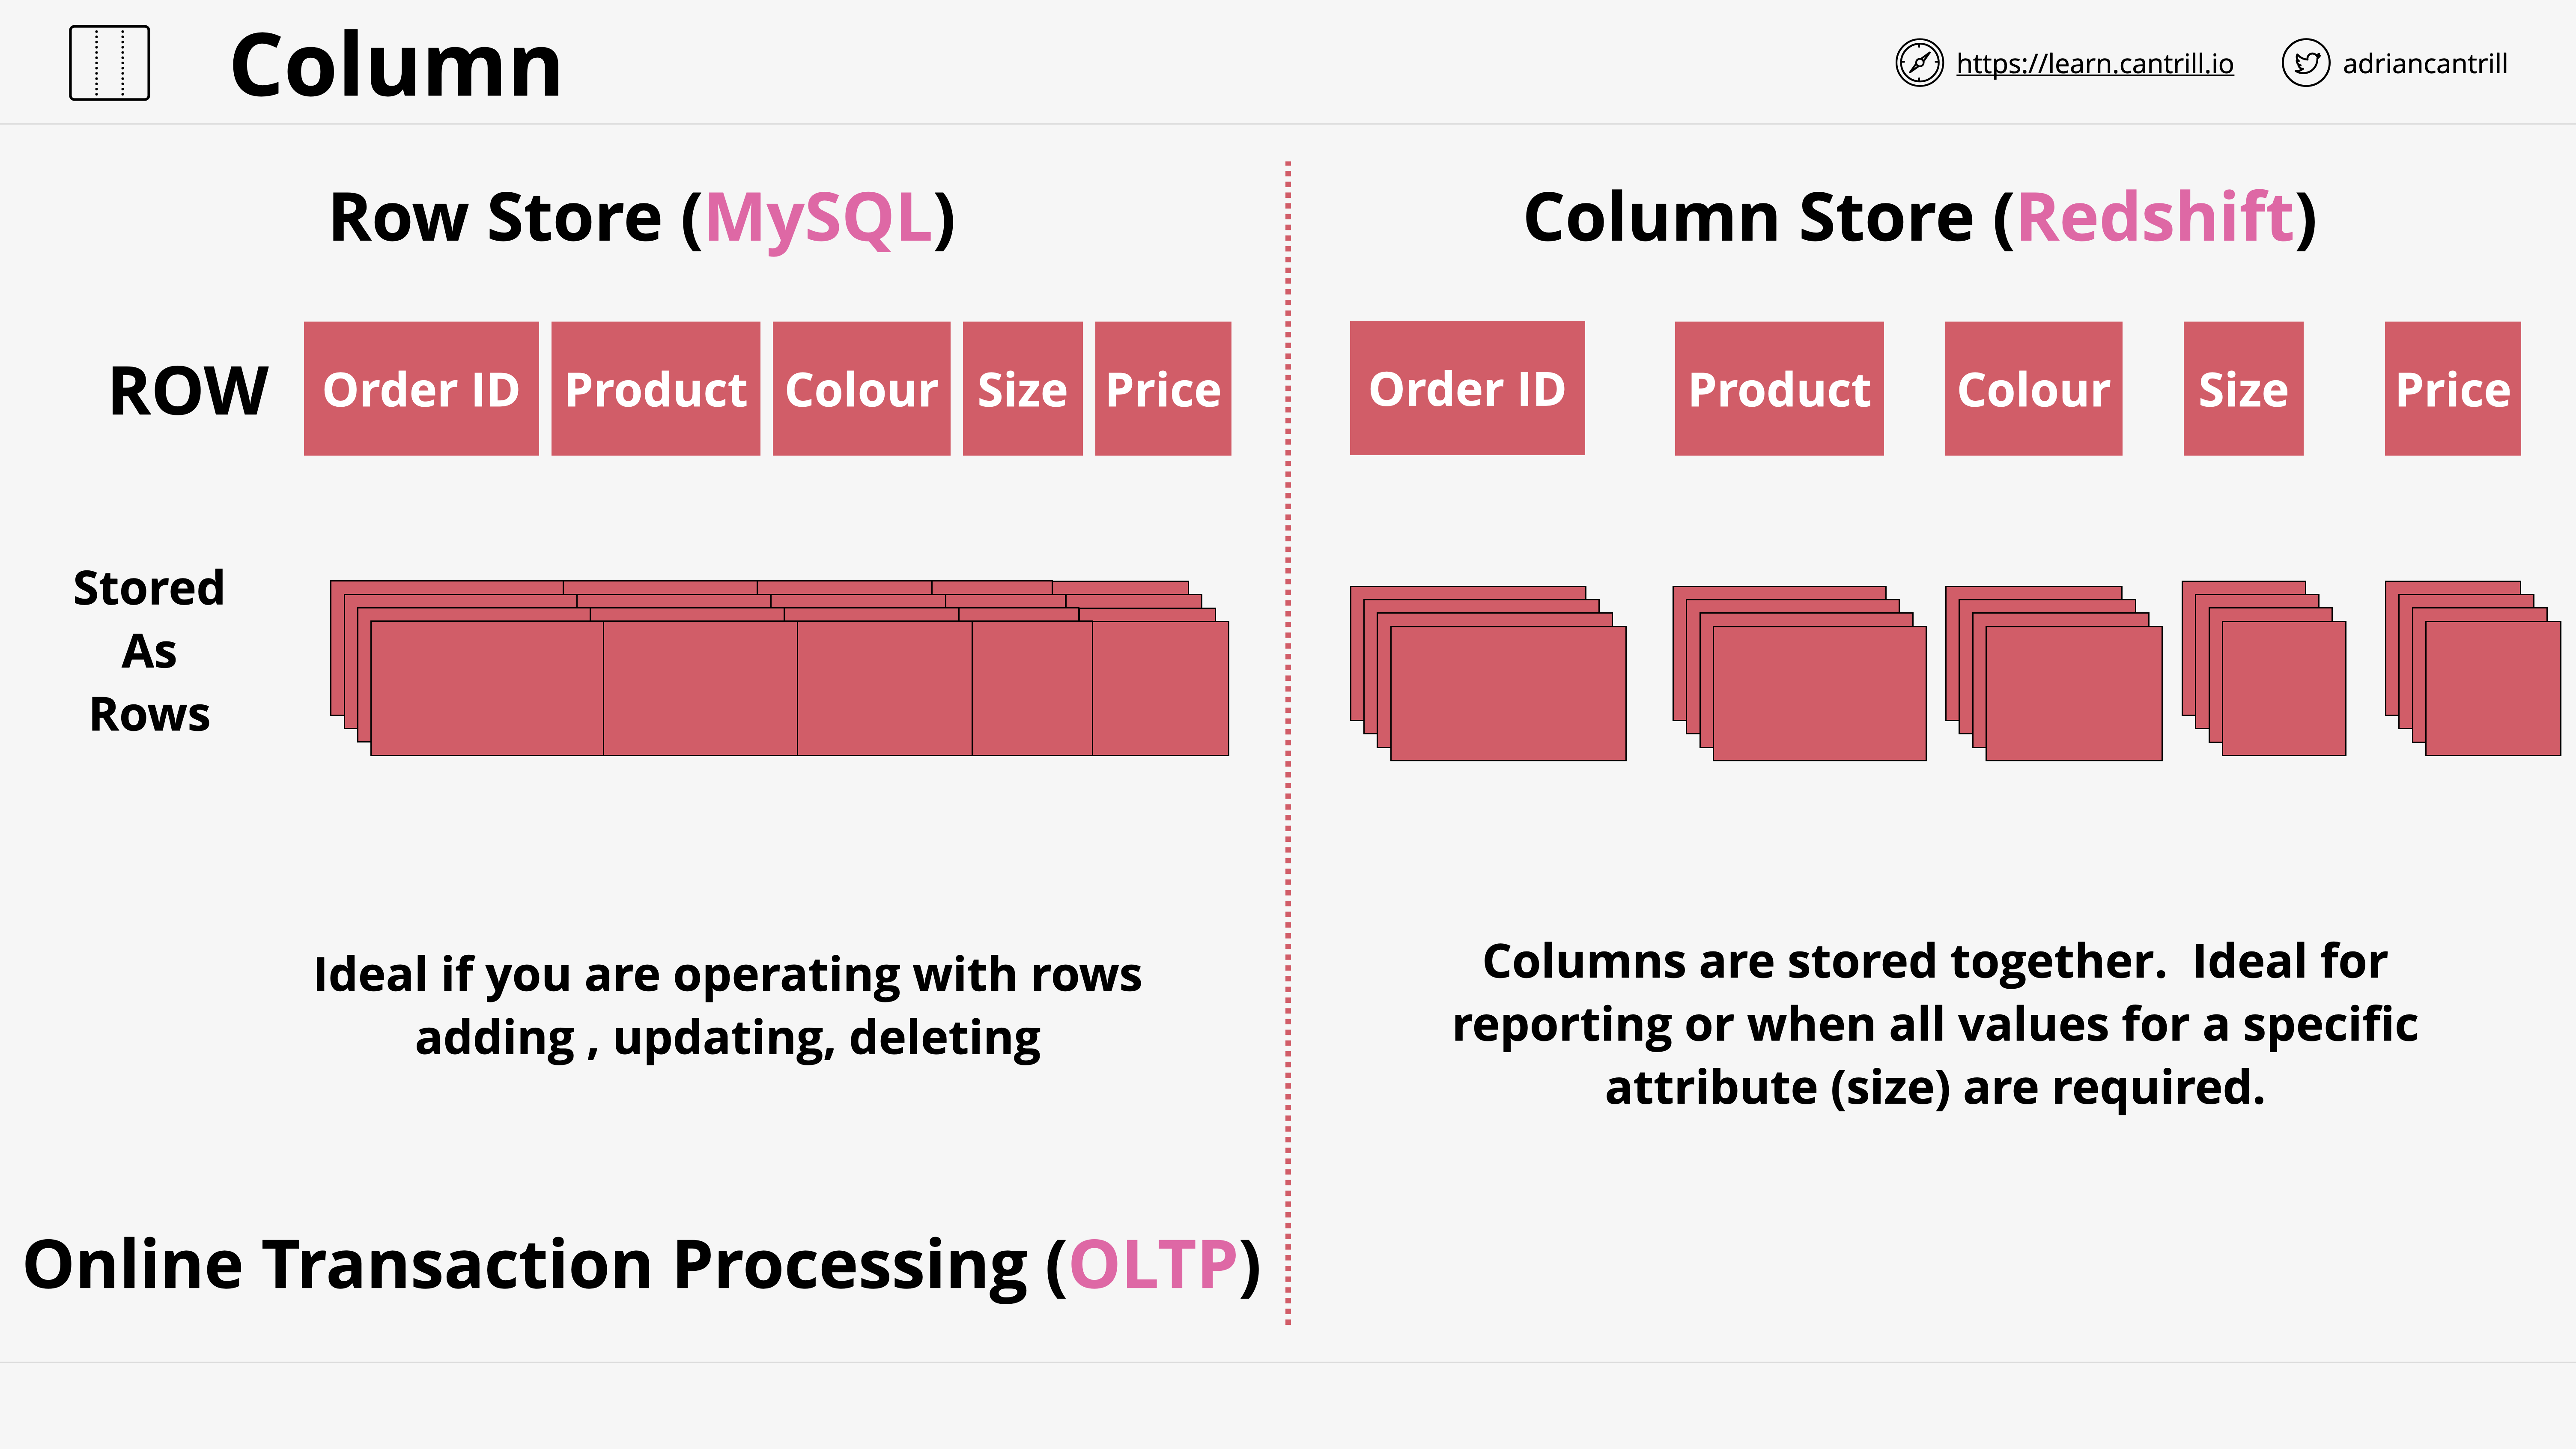 Column
https://learn.cantrill.io
adriancantrill
Row Store (MySQL)
ROW
Order ID
Product
Colour
Size
Price
Stored
As
Rows
Ideal if you are operating with rows
adding , updating, deleting
Online Transaction Processing (OLTP)
Column Store (Redshift)
Order ID
Product
Colour
Size
Price
Columns are stored together.  Ideal for
reporting or when all values for a specific
attribute (size) are required.